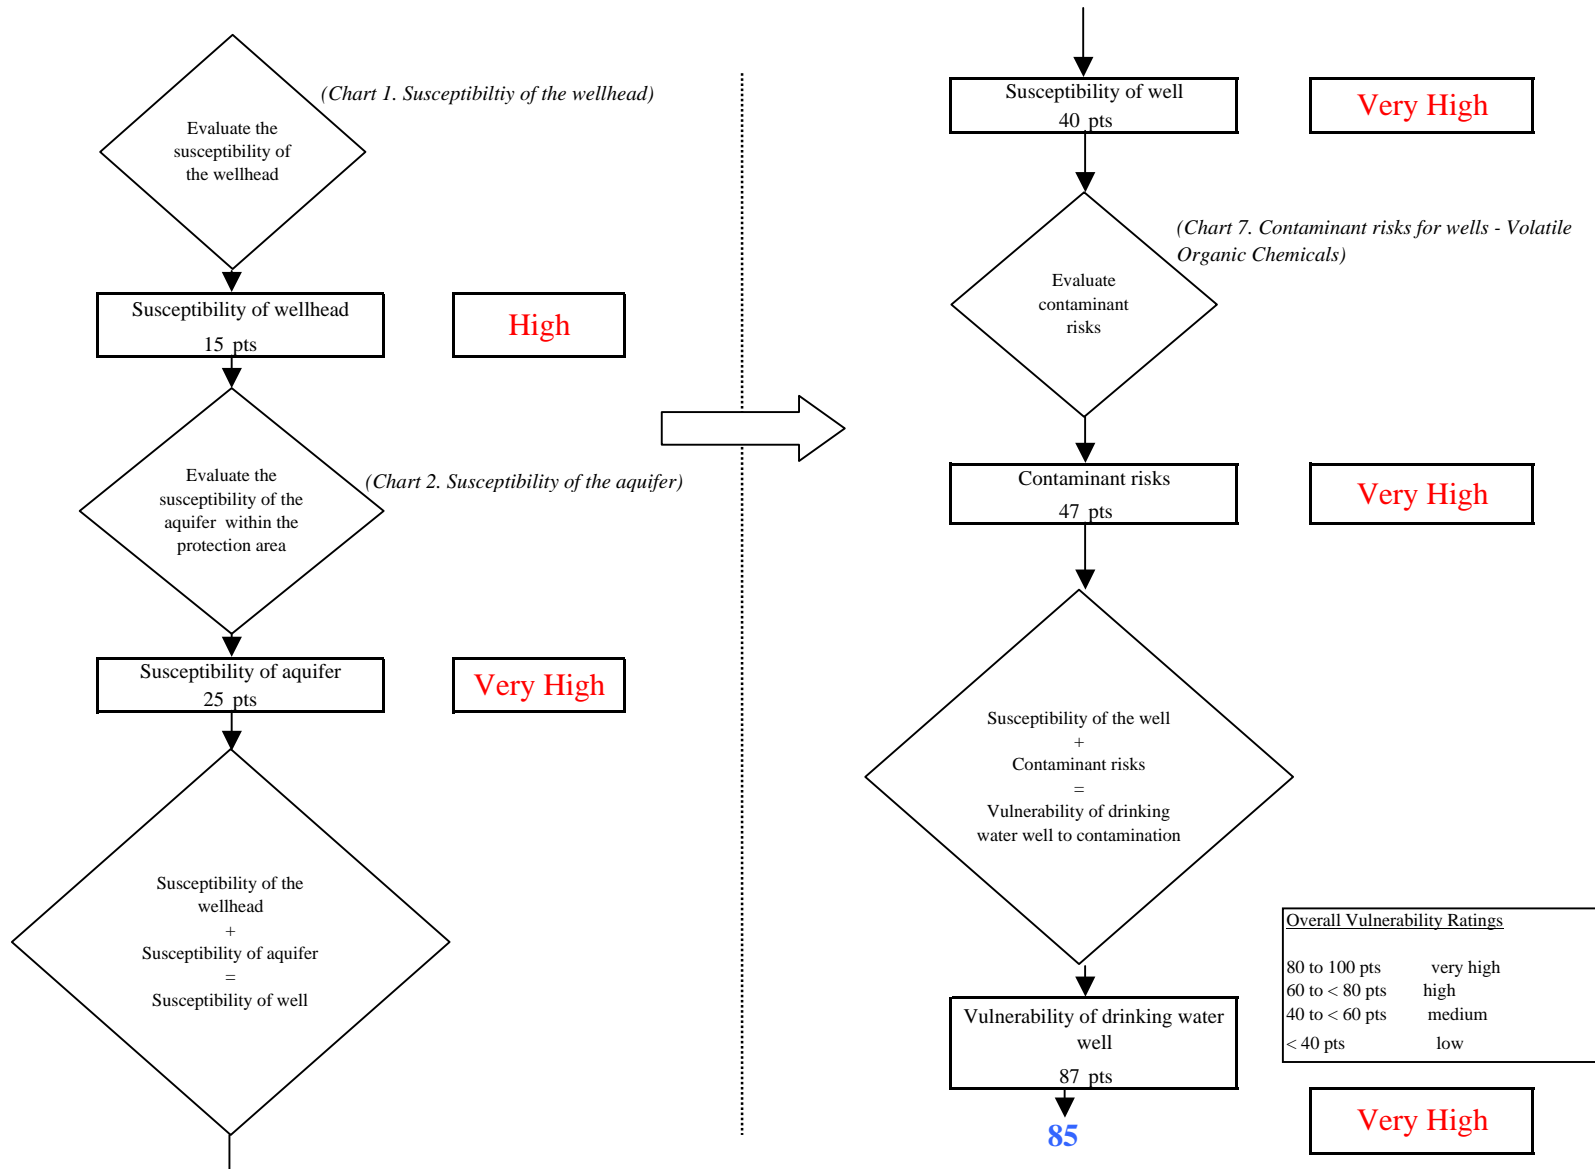 (Chart 1. Susceptibiltiy of the wellhead)
Evaluate the
susceptibility of
the wellhead
Susceptibility of wellhead
15 pts
High
Evaluate the
susceptibility of the
aquifer within the
protection area
(Chart 2. Susceptibility of the aquifer)
Susceptibility of aquifer
25 pts
Very High
Susceptibility of the
wellhead
+
Susceptibility of aquifer
=
Susceptibility of well
Susceptibility of well
40 pts
Very High
(Chart 7. Contaminant risks for wells - Volatile
Organic Chemicals)
Evaluate
contaminant
risks
Contaminant risks
47 pts
Very High
Susceptibility of the well
+
Contaminant risks
=
Vulnerability of drinking
water well to contamination
Overall Vulnerability Ratings
80 to 100 pts very high
60 to < 80 pts high
40 to < 60 pts medium
< 40 pts low
Vulnerability of drinking water
well
87 pts
85
Very High